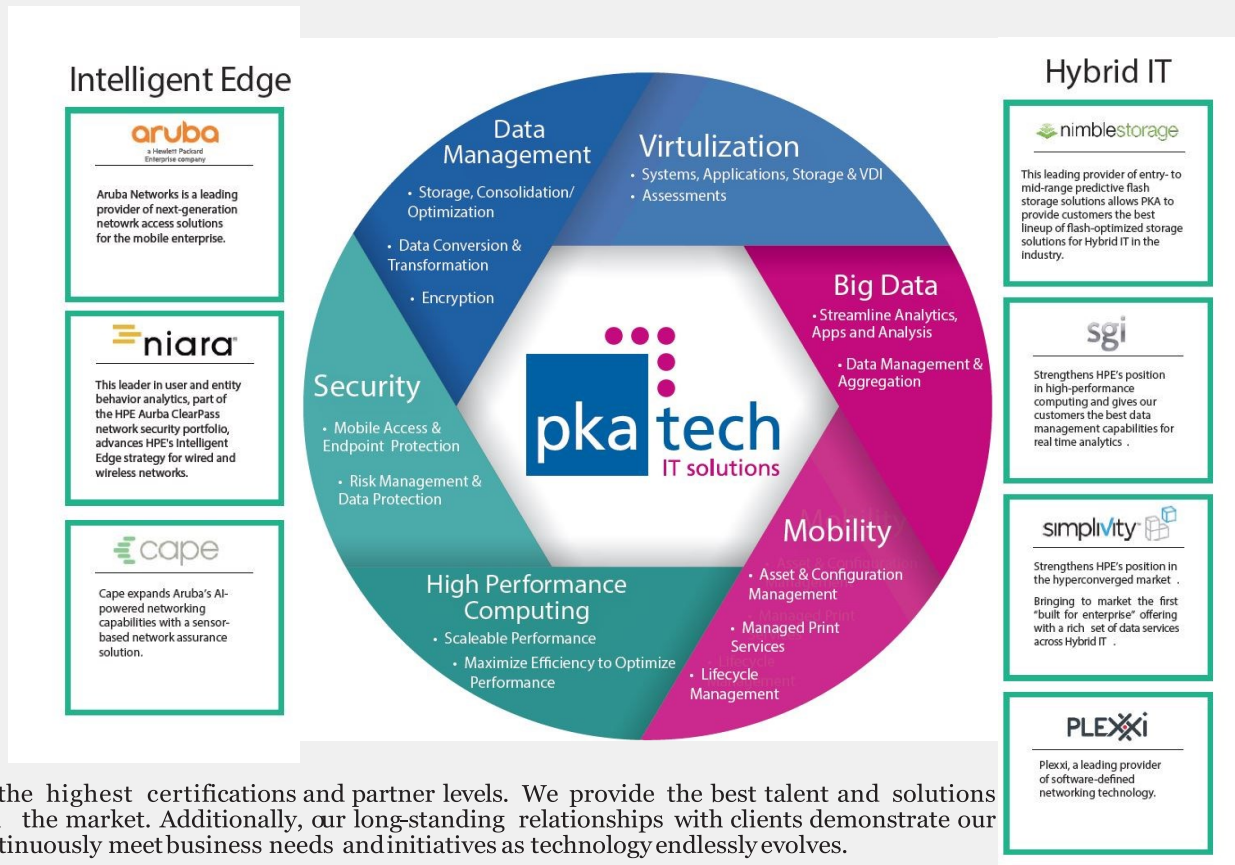 Intelligent Edge
aruba
a Hewlett Packard
Enterprise company
Aruba Networks is a leading
provider of next-generation
netowrk access solutions
for the mobile enterprise.
niara
This leader in user and entity
behavior analytics, part of
the HPE Aurba ClearPass
network security portfolio,
advances HPE's Intelligent
Edge strategy for wired and
wireless networks.
cape
Cape expands Aruba's AI-
powered networking
capabilities with a sensor-
based network assurance
solution.
Data
Management
• Storage, Consolidation/
Optimization
• Data Conversion &
Transformation
• Encryption
Virtulization
• Systems, Applications, Storage & VDI
• Assessments
Big Data
• Streamline Analytics,
Apps and Analysis
• Data Management &
Aggregation
Security
• Mobile Access &
Endpoint Protection
• Risk Management &
Data Protection
pka tech
IT solutions
Mobility
• Asset & Configuration
Management
• Managed Print
Services
• Lifecycle
Management
High Performance
Computing
• Scaleable Performance
• Maximize Efficiency to Optimize
Performance
Hybrid IT
nimblestorage
This leading provider of entry- to
mid-range predictive flash
storage solutions allows PKA to
provide customers the best
lineup of flash-optimized storage
solutions for Hybrid IT in the
industry.
sgi
Strengthens HPE's position
in high-performance
computing and gives our
customers the best data
management capabilities for
real time analytics .
simplivity
Strengthens HPE's position in
the hyperconverged market .
Bringing to market the first
"built for enterprise" offering
with a rich set of data services
across Hybrid IT .
PLEXXI
Plexxi, a leading provider
of software-defined
networking technology.
the highest certifications and partner levels. We provide the best talent and solutions
the market. Additionally, our long-standing relationships with clients demonstrate our
tinuously meet business needs and initiatives as technology endlessly evolves.